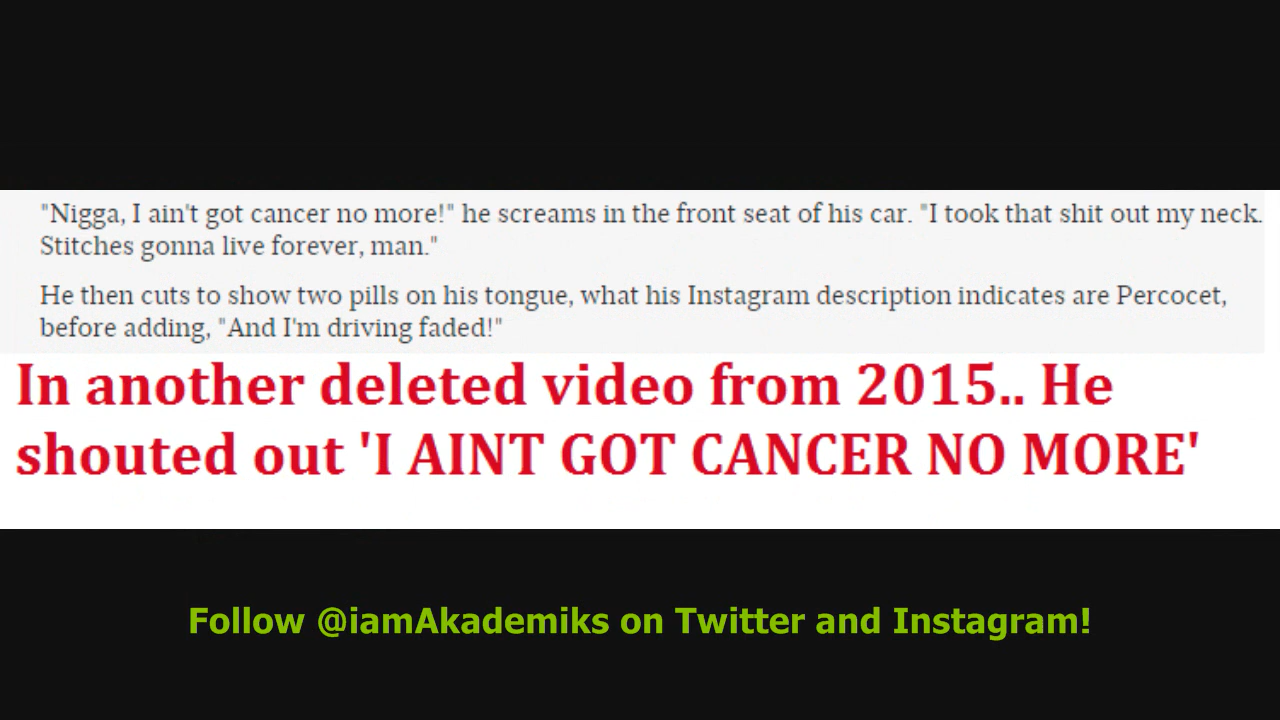 "Nigga, I ain't got cancer no more!" he screams in the front seat of his car. "I took that shit out my neck.
Stitches gonna live forever, man."
He then cuts to show two pills on his tongue, what his Instagram description indicates are Percocet,
before adding, "And I'm driving faded!"
In another deleted video from 2015.. He
shouted out 'I AINT GOT CANCER NO MORE'
Follow @iamAkademiks on Twitter and Instagram!